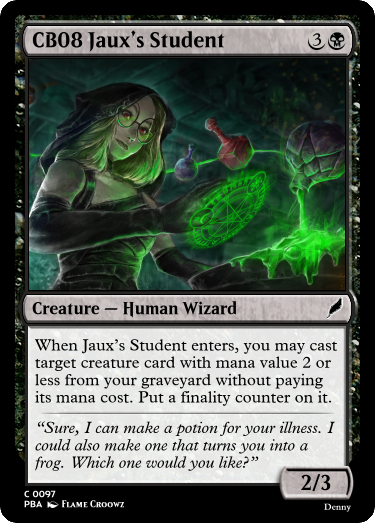 CB08 Jaux's Student 3
Creature — Human Wizard
When Jaux's Student enters, you may cast
target creature card with mana value 2 or
less from your graveyard without paying
its mana cost. Put a finality counter on it.
“Sure, I can make a potion for your illness. I
could also make one that turns you into a
frog. Which one would you like?”
2/3
C 0097
PBA Flame Croowz
Denny